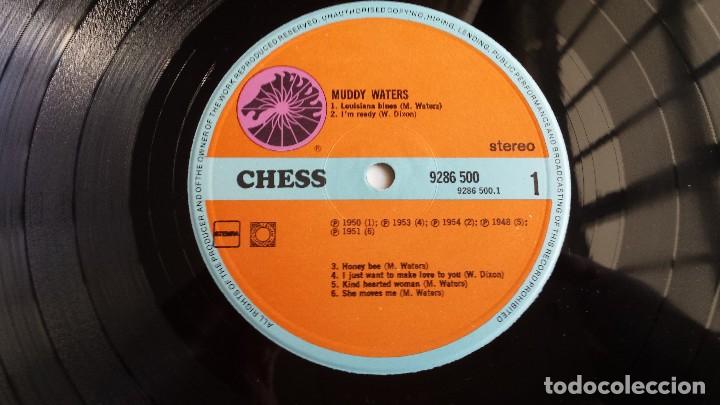 ALL RIGHTS OF THE PRODUCER AND OF THE OWNER OF THE WORK REPRODUCED RESERVED. UNAUTHORISED COPYING, HIRING, LENDING, PUBLIC PERFORMANCE AND BROADCASTING OF THIS RECORD PROHIBITED
MUDDY WATERS
1. Louisiana blues (M. Waters)
2. I'm ready (W. Dixon)
®
stereo
CHESS
9286 500
9286 500.1
1
STEMRA
℗ 1950 (1); ℗ 1953 (4); ℗ 1954 (2); ℗ 1948 (5);
℗ 1951 (6)
3. Honey bee (M. Waters)
4. I just want to make love to you (W. Dixon)
5. Kind hearted woman (M. Waters)
6. She moves me (M. Waters)
todocoleccion